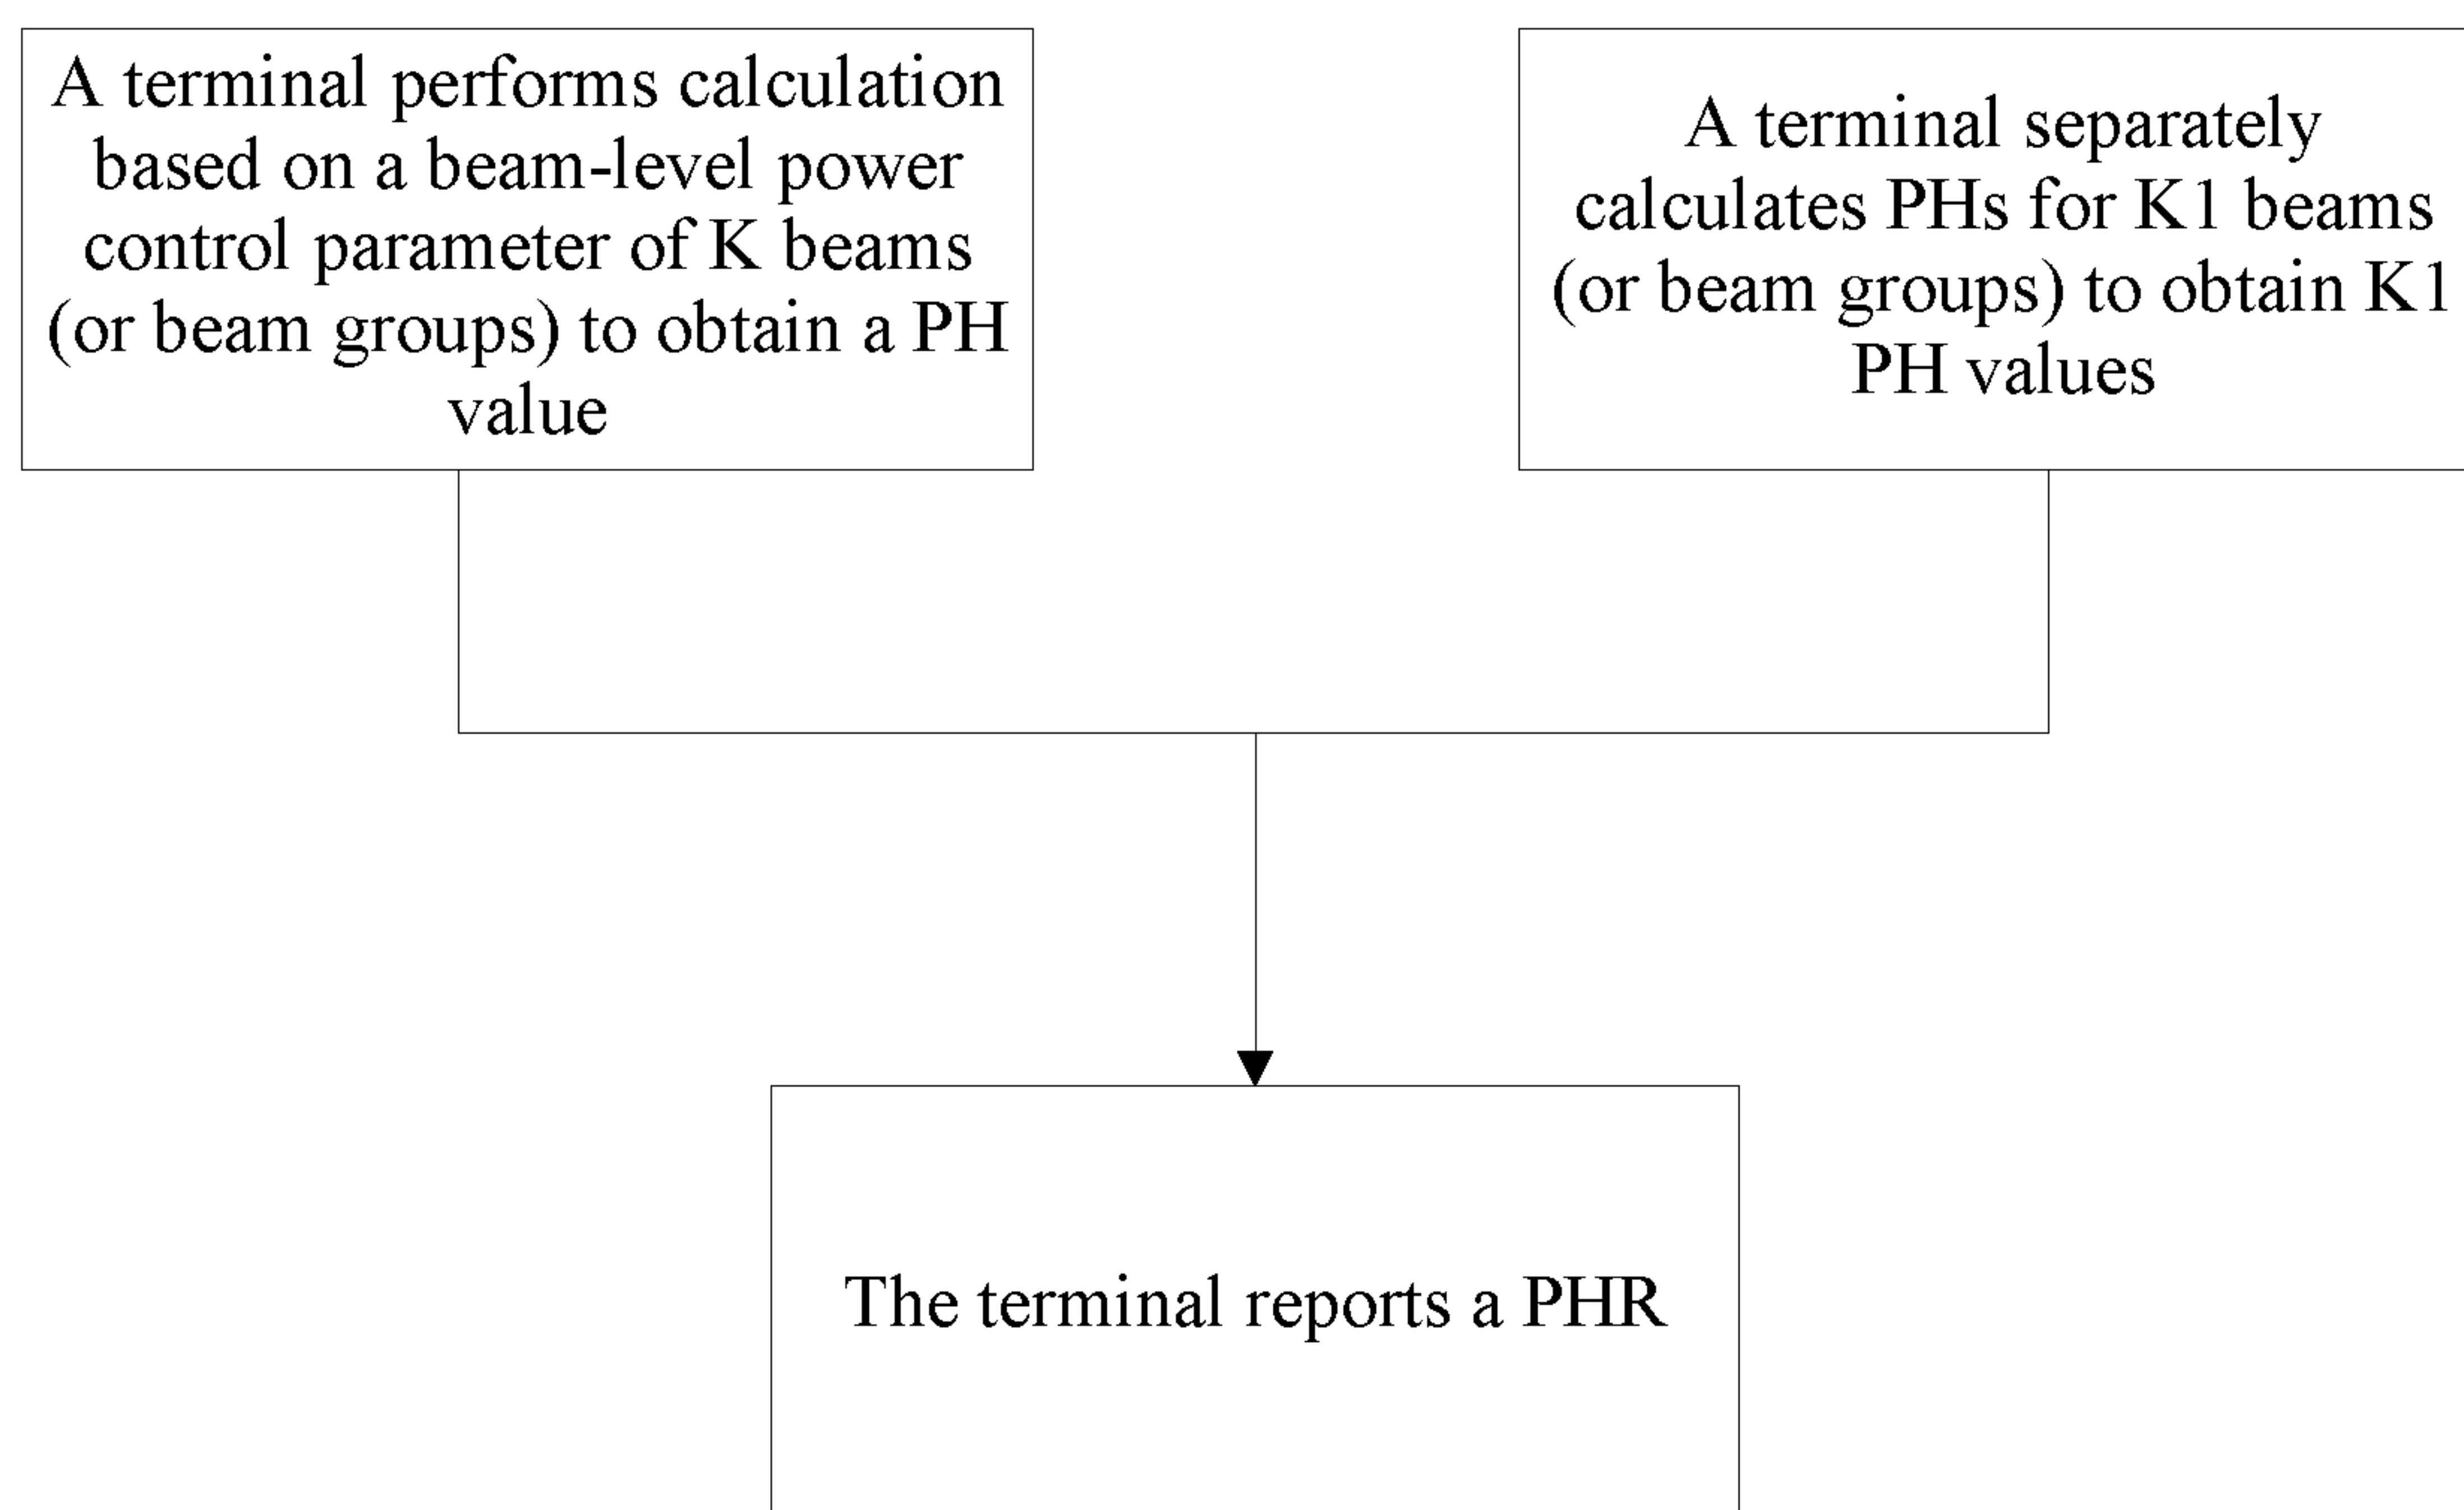 A terminal performs calculation
based on a beam-level power
control parameter of K beams
(or beam groups) to obtain a PH
value
A terminal separately
calculates PHs for K1 beams
(or beam groups) to obtain K1
PH values
The terminal reports a PHR